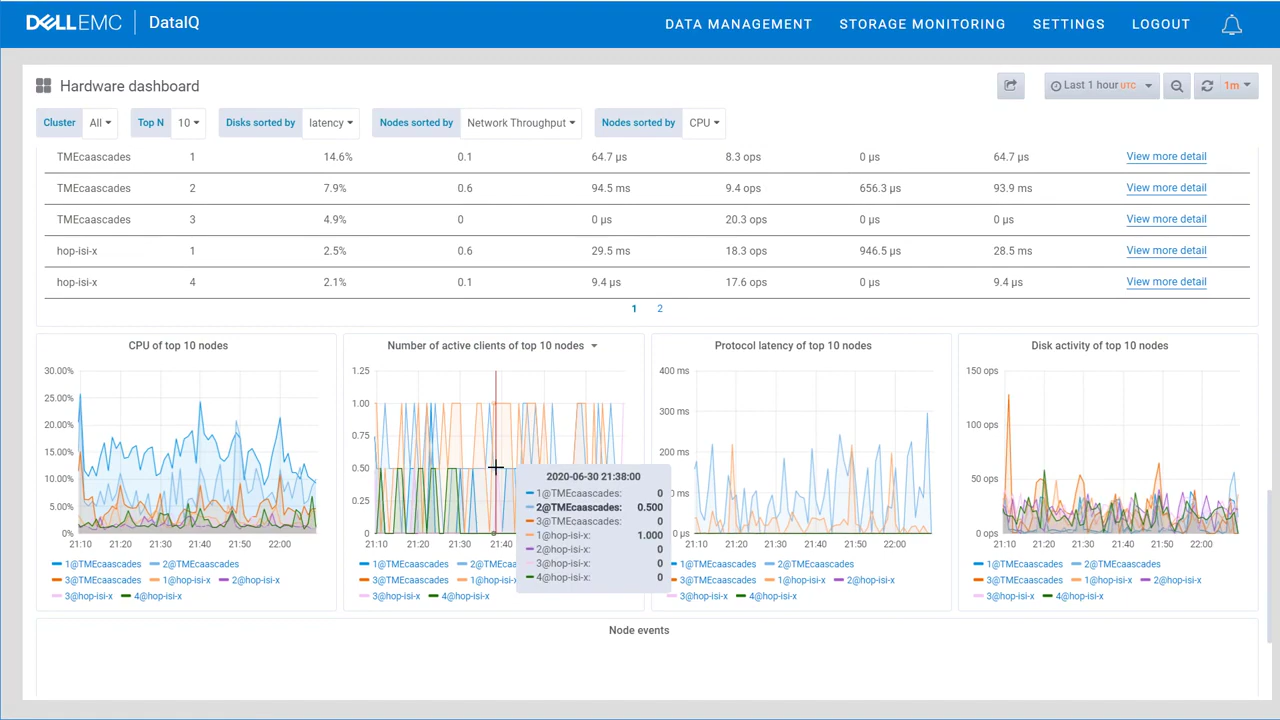 DELLEMC DataIQ DATA MANAGEMENT STORAGE MONITORING SETTINGS LOGOUT
Hardware dashboard Last 1 hour UTC 1m
Cluster All Top N 10 Disks sorted by latency Nodes sorted by Network Throughput Nodes sorted by CPU
TMEcaascades 1 14.6% 0.1 64.7 µs 8.3 ops 0 µs 64.7 µs View more detail
TMEcaascades 2 7.9% 0.6 94.5 ms 9.4 ops 656.3 µs 93.9 ms View more detail
TMEcaascades 3 4.9% 0 0 µs 20.3 ops 0 µs 0 µs View more detail
hop-isi-x 1 2.5% 0.6 29.5 ms 18.3 ops 946.5 µs 28.5 ms View more detail
hop-isi-x 4 2.1% 0.1 9.4 µs 17.6 ops 0 µs 9.4 µs View more detail
1 2
CPU of top 10 nodes
30.00%
25.00%
20.00%
15.00%
10.00%
5.00%
0%
21:10 21:20 21:30 21:40 21:50 22:00
1@TMEcaascades 2@TMEcaascades
3@TMEcaascades 1@hop-isi-x 2@hop-isi-x
3@hop-isi-x 4@hop-isi-x
Number of active clients of top 10 nodes
1.25
1.00
0.75
0.50
0.25
0
21:10 21:20 21:30 21:40
1@TMEcaascades 2@TMEcaa
3@TMEcaascades 1@hop-isi-x
3@hop-isi-x 4@hop-isi-x
2020-06-30 21:38:00
1@TMEcaascades: 0
2@TMEcaascades: 0.500
3@TMEcaascades: 0
1@hop-isi-x: 1.000
2@hop-isi-x: 0
3@hop-isi-x: 0
4@hop-isi-x: 0
Protocol latency of top 10 nodes
400 ms
300 ms
200 ms
0 ms
0 µs
21:10 21:20 21:30 21:40 21:50 22:00
1@TMEcaascades 2@TMEcaascades
3@TMEcaascades 1@hop-isi-x 2@hop-isi-x
3@hop-isi-x 4@hop-isi-x
Disk activity of top 10 nodes
150 ops
100 ops
50 ops
0 ops
21:10 21:20 21:30 21:40 21:50 22:00
1@TMEcaascades 2@TMEcaascades
3@TMEcaascades 1@hop-isi-x 2@hop-isi-x
3@hop-isi-x 4@hop-isi-x
Node events